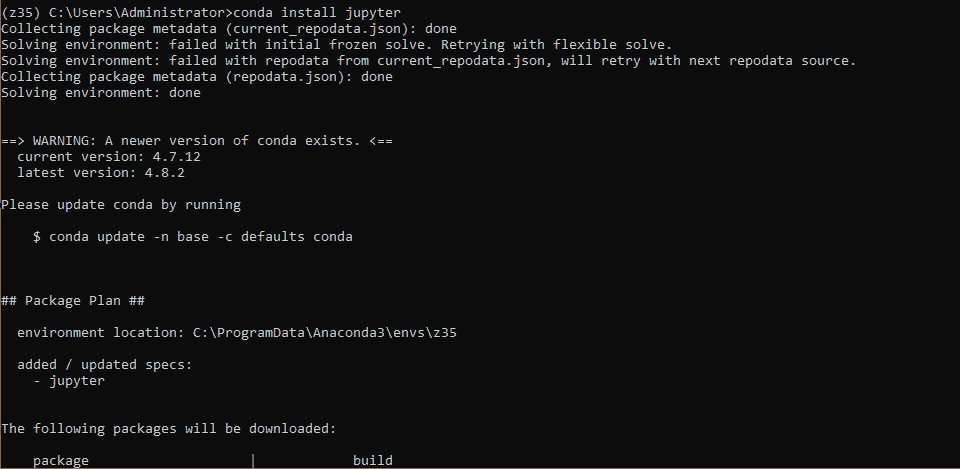 (z35) C:\Users\Administrator>conda install jupyter
Collecting package metadata (current_repodata.json): done
Solving environment: failed with initial frozen solve. Retrying with flexible solve.
Solving environment: failed with repodata from current_repodata.json, will retry with next repodata source.
Collecting package metadata (repodata.json): done
Solving environment: done
==> WARNING: A newer version of conda exists. <==
current version: 4.7.12
latest version: 4.8.2
Please update conda by running
$ conda update -n base -c defaults conda
## Package Plan ##
environment location: C:\ProgramData\Anaconda3\envs\z35
added / updated specs:
- jupyter
The following packages will be downloaded:
package | build